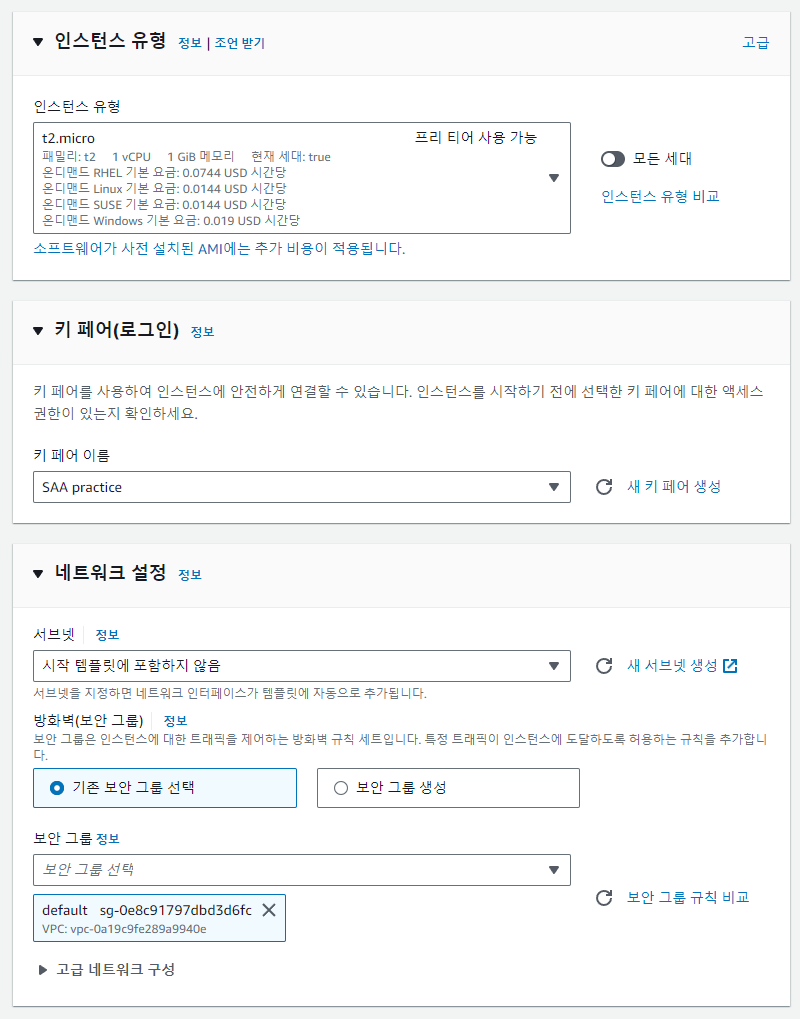 인스턴스 유형 정보 | 조언 받기 고급
인스턴스 유형
t2.micro 프리 티어 사용 가능
패밀리: t2 1 vCPU 1 GiB 메모리 현재 세대: true
온디맨드 RHEL 기본 요금: 0.0744 USD 시간당
온디맨드 Linux 기본 요금: 0.0144 USD 시간당
온디맨드 SUSE 기본 요금: 0.0144 USD 시간당
온디맨드 Windows 기본 요금: 0.019 USD 시간당
모든 세대
인스턴스 유형 비교
소프트웨어가 사전 설치된 AMI에는 추가 비용이 적용됩니다.
키 페어(로그인) 정보
키 페어를 사용하여 인스턴스에 안전하게 연결할 수 있습니다. 인스턴스를 시작하기 전에 선택한 키 페어에 대한 액세스
권한이 있는지 확인하세요.
키 페어 이름
SAA practice 새 키 페어 생성
네트워크 설정 정보
서브넷 정보
시작 템플릿에 포함하지 않음 새 서브넷 생성
서브넷을 지정하면 네트워크 인터페이스가 템플릿에 자동으로 추가됩니다.
방화벽(보안 그룹) 정보
보안 그룹은 인스턴스에 대한 트래픽을 제어하는 방화벽 규칙 세트입니다. 특정 트래픽이 인스턴스에 도달하도록 허용하는 규칙을 추가합니
다.
기존 보안 그룹 선택 보안 그룹 생성
보안 그룹 정보
보안 그룹 선택
보안 그룹 규칙 비교
default sg-0e8c91797dbd3d6fc
VPC: vpc-0a19c9fe289a9940e
고급 네트워크 구성